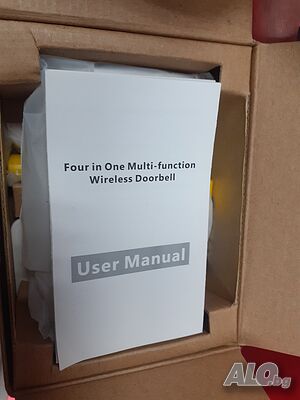 Four in One Multi-function
Wireless Doorbell
User Manual
ALO.bg